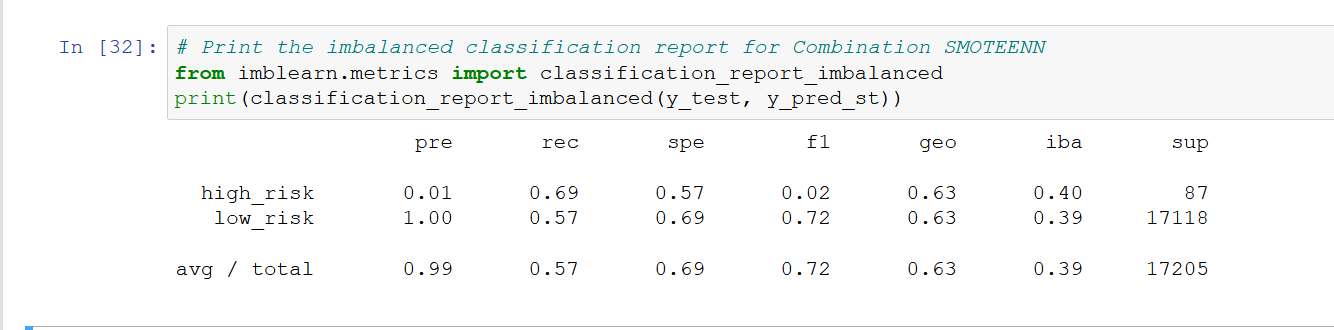 In [32]: # Print the imbalanced classification report for Combination SMOTEENN
from imblearn.metrics import classification_report_imbalanced
print(classification_report_imbalanced(y_test, y_pred_st))
pre rec spe f1 geo iba sup
high_risk 0.01 0.69 0.57 0.02 0.63 0.40 87
low_risk 1.00 0.57 0.69 0.72 0.63 0.39 17118
avg / total 0.99 0.57 0.69 0.72 0.63 0.39 17205